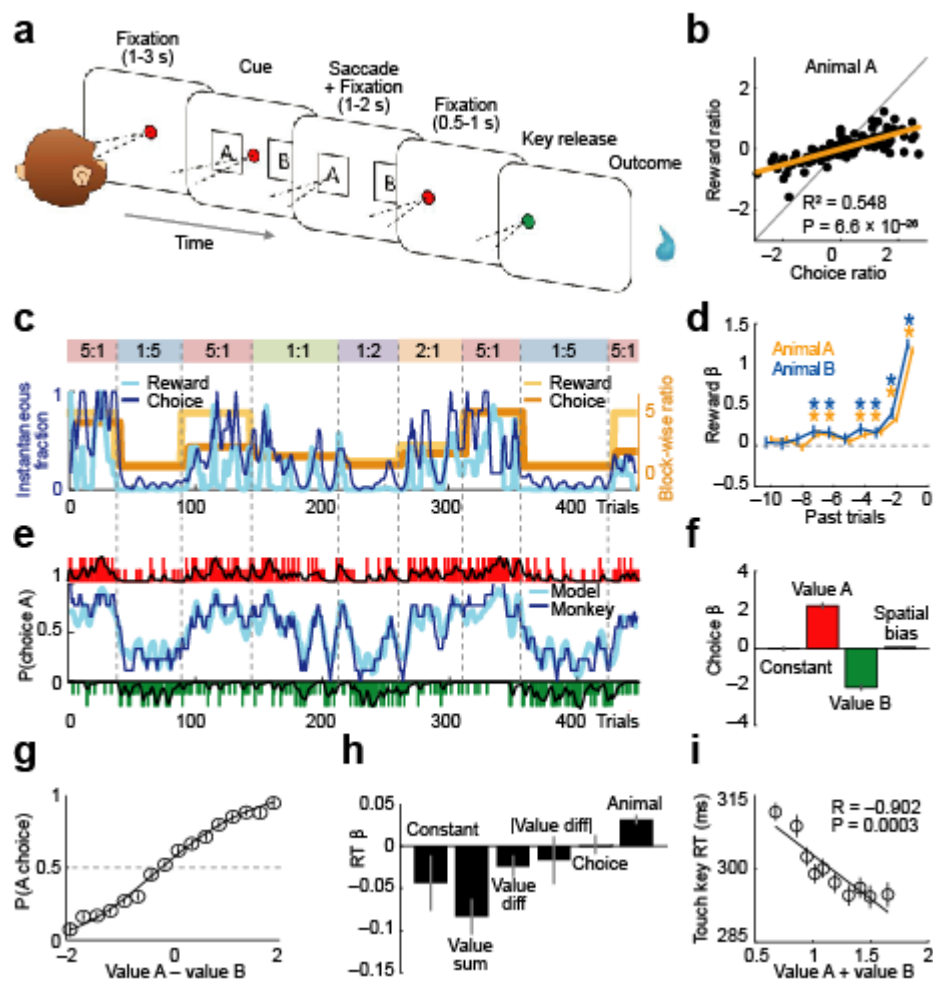 a
Fixation
(1-3 s)
Cue
Saccade
+ Fixation
(1-2 s)
Fixation
(0.5-1 s)
Key release
Outcome
A
B
A
B
Time
b
Animal A
Reward ratio
2
0
−2
R² = 0.548
P = 6.6 × 10⁻²⁶
−2
0
2
Choice ratio
c
5:1
1:5
5:1
1:1
1:2
2:1
5:1
1:5
5:1
Instantaneous
fraction
1
0
Reward
Choice
Reward
Choice
5
0
Block-wise ratio
0
100
200
300
400
Trials
d
Reward β
1.5
1.0
0.5
0
−0.5
Animal A
Animal B
−10
−8
−6
−4
−2
0
Past trials
e
P(choice A)
1
0.5
0
1
0
Model
Monkey
0
100
200
300
400
Trials
f
Choice β
4
2
0
−2
−4
Value A
Spatial
bias
Constant
Value B
g
P(A choice)
1
0.5
0
−2
0
2
Value A − value B
h
RT β
0.05
0
−0.05
−0.1
−0.15
Constant
|Value diff|
Animal
Choice
Value
diff
Value
sum
i
Touch key RT (ms)
315
300
285
R = −0.902
P = 0.0003
0.5
1
1.5
2
Value A + value B